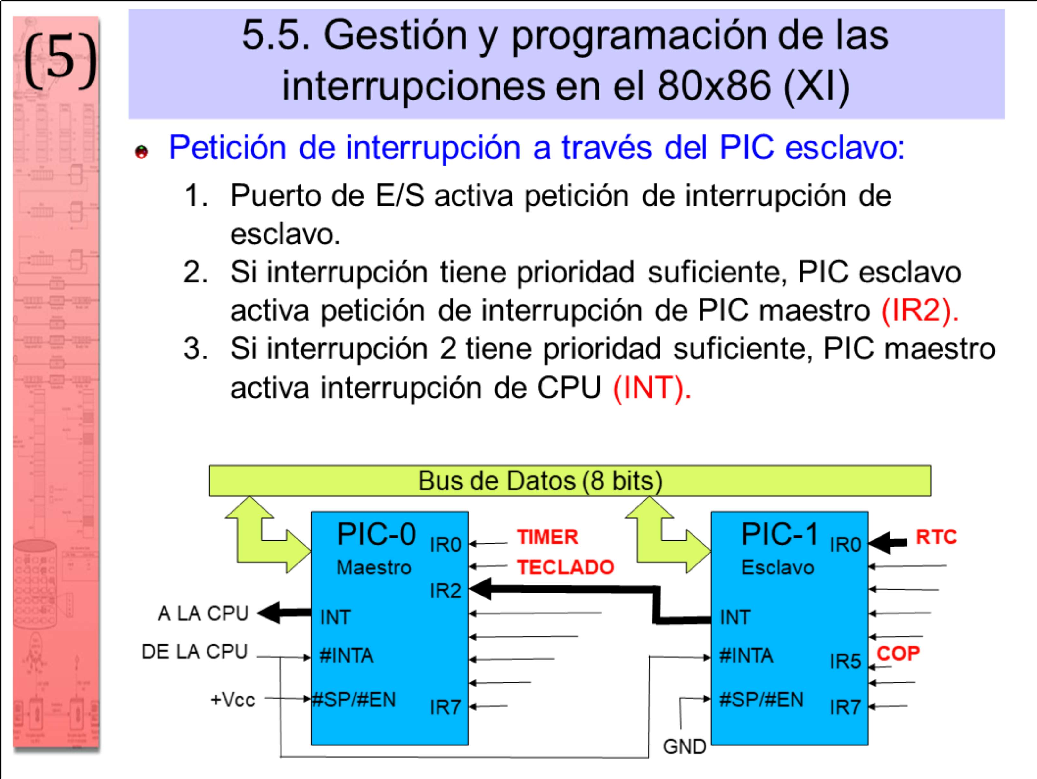 (5)
5.5. Gestión y programación de las
interrupciones en el 80x86 (XI)
Petición de interrupción a través del PIC esclavo:
1. Puerto de E/S activa petición de interrupción de
esclavo.
2. Si interrupción tiene prioridad suficiente, PIC esclavo
activa petición de interrupción de PIC maestro (IR2).
3. Si interrupción 2 tiene prioridad suficiente, PIC maestro
activa interrupción de CPU (INT).
Bus de Datos (8 bits)
PIC-0
Maestro
IR0
TIMER
TECLADO
IR2
A LA CPU
INT
DE LA CPU
#INTA
+Vcc
#SP/#EN
IR7
PIC-1
Esclavo
IR0
RTC
INT
#INTA
IR5
COP
#SP/#EN
IR7
GND